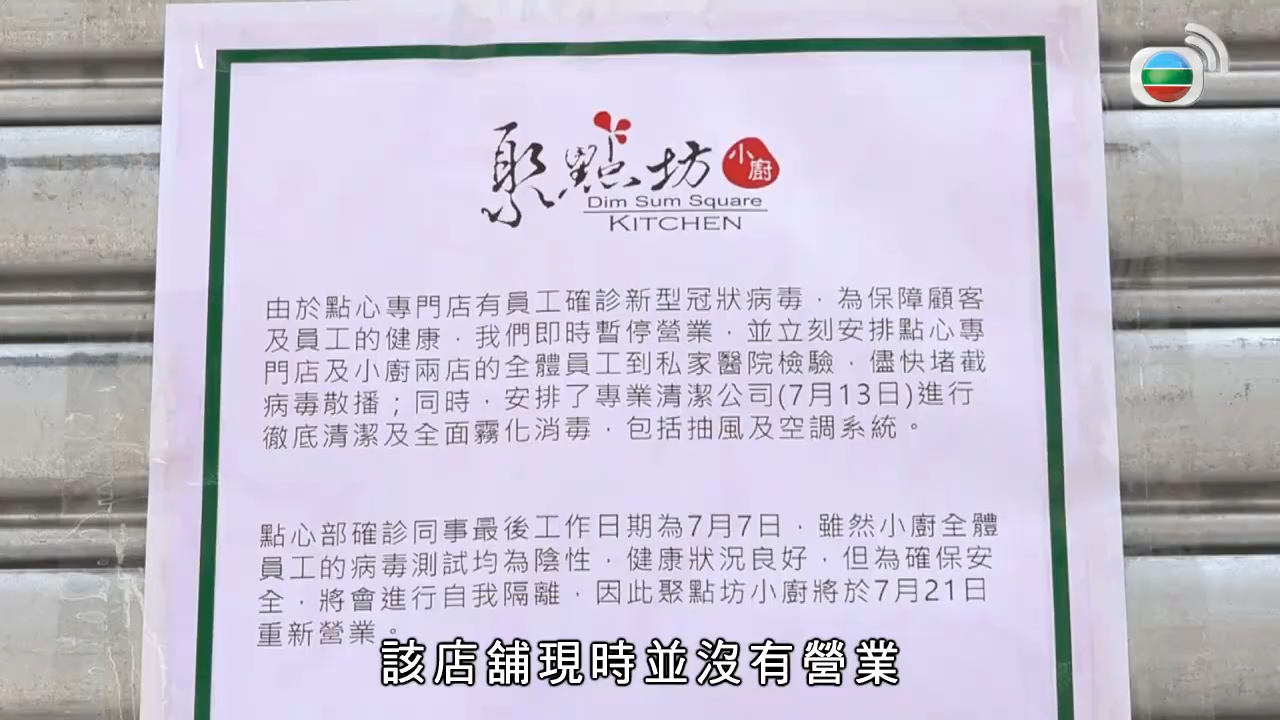 聚點坊
小廚
Dim Sum Square
KITCHEN
由於點心專門店有員工確診新型冠狀病毒，為保障顧客
及員工的健康，我們即時暫停營業，並立刻安排點心專
門店及小廚兩店的全體員工到私家醫院檢驗，儘快堵截
病毒散播；同時，安排了專業清潔公司(7月13日)進行
徹底清潔及全面霧化消毒，包括抽風及空調系統。
點心部確診同事最後工作日期為7月7日，雖然小廚全體
員工的病毒測試均為陰性，健康狀況良好，但為確保安
全，將會進行自我隔離，因此聚點坊小廚將於7月21日
重新營業。
該店舖現時並沒有營業